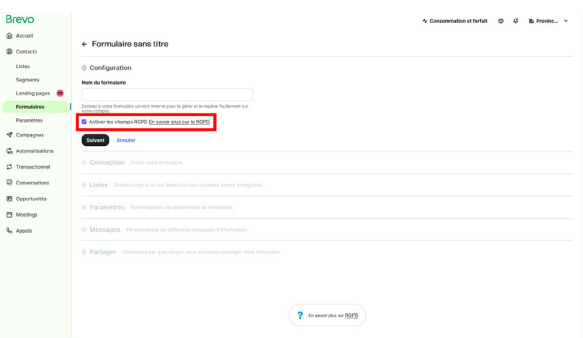 Brevo
Consommation et forfait
Provinc...
Accueil
Contacts
Listes
Segments
Landing pages
Formulaires
Paramètres
Campagnes
Automatisations
Transactionnel
Conversations
Opportunités
Meetings
Appels
← Formulaire sans titre
Configuration
Nom du formulaire
Donnez à votre formulaire un nom interne pour le gérer et le repérer facilement sur
votre compte.
Activer les champs RGPD En savoir plus sur le RGPD
Suivant Annuler
Conception Créez votre formulaire.
Listes Sélectionnez la ou les liste(s) où vos contacts seront enregistrés.
Paramètres Personnalisez vos paramètres de formulaire.
Messages Personnalisez les différents messages d'information.
Partager Choisissez par quel moyen vous souhaitez partager votre formulaire.
? En savoir plus sur RGPD